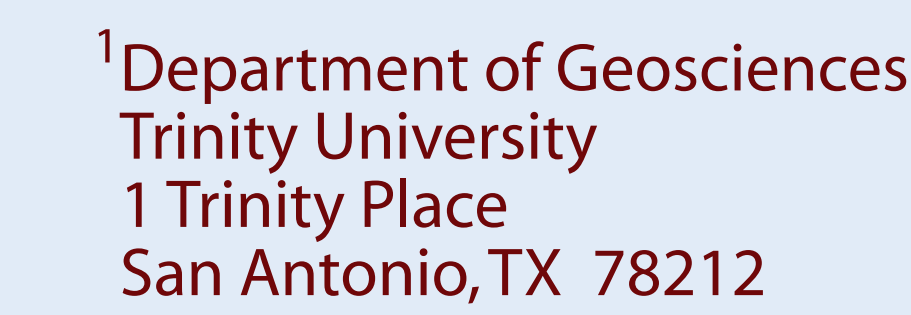 ¹Department of Geosciences
Trinity University
1 Trinity Place
San Antonio, TX  78212